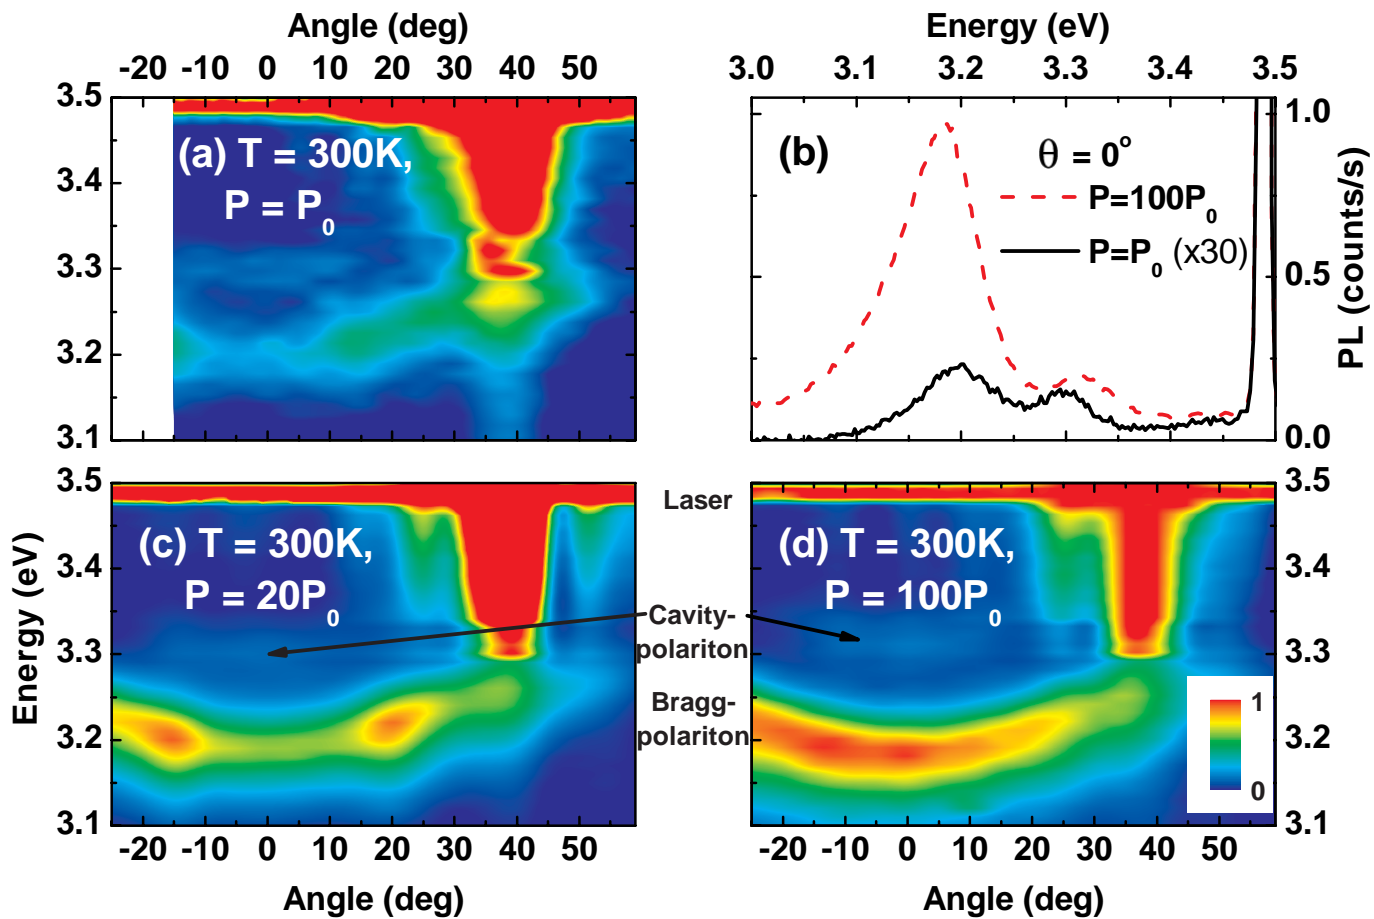 Angle (deg)
-20 -10 0 10 20 30 40 50
3.5
3.4
3.3
3.2
3.1
(a) T = 300K,
P = P0
Energy (eV)
3.0 3.1 3.2 3.3 3.4 3.5
(b)
θ = 0°
P=100P0
P=P0 (x30)
1.0
0.5
0.0
PL (counts/s)
Energy (eV)
3.5
3.4
3.3
3.2
3.1
(c) T = 300K,
P = 20P0
-20 -10 0 10 20 30 40 50
Angle (deg)
Laser
Cavity-
polariton
Bragg-
polariton
(d) T = 300K,
P = 100P0
1
0
3.5
3.4
3.3
3.2
3.1
-20 -10 0 10 20 30 40 50
Angle (deg)